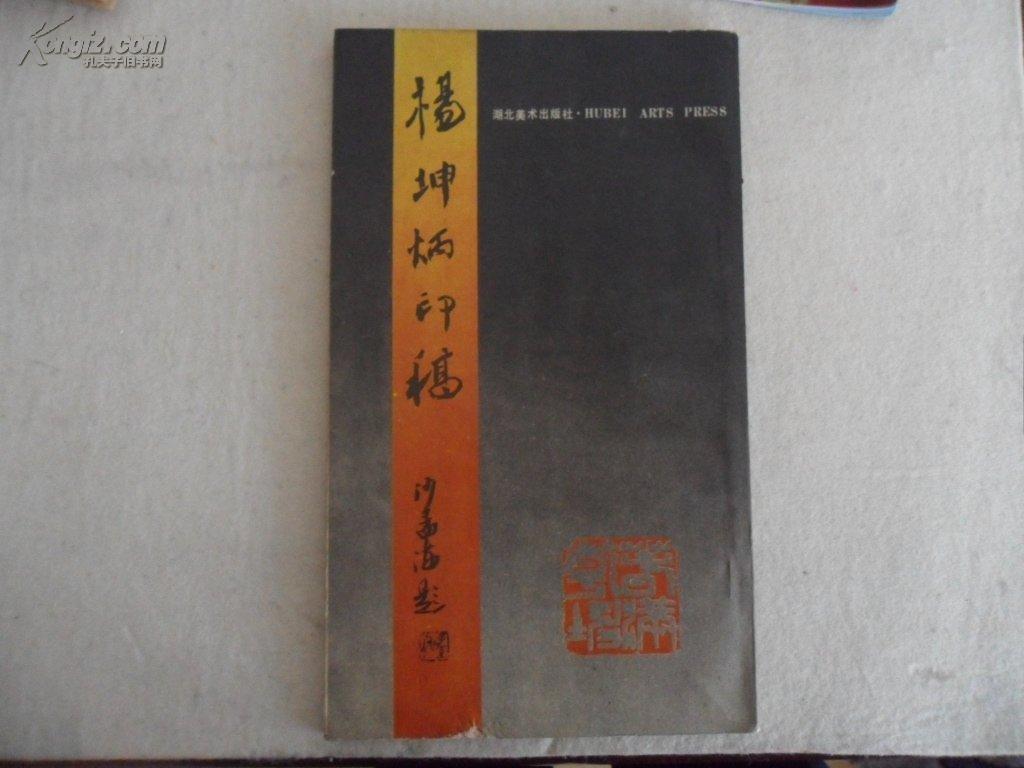 Kongfz.com
孔夫子旧书网
湖北美术出版社·HUBEI ARTS PRESS
楊坤炳印稿
沙孟海題